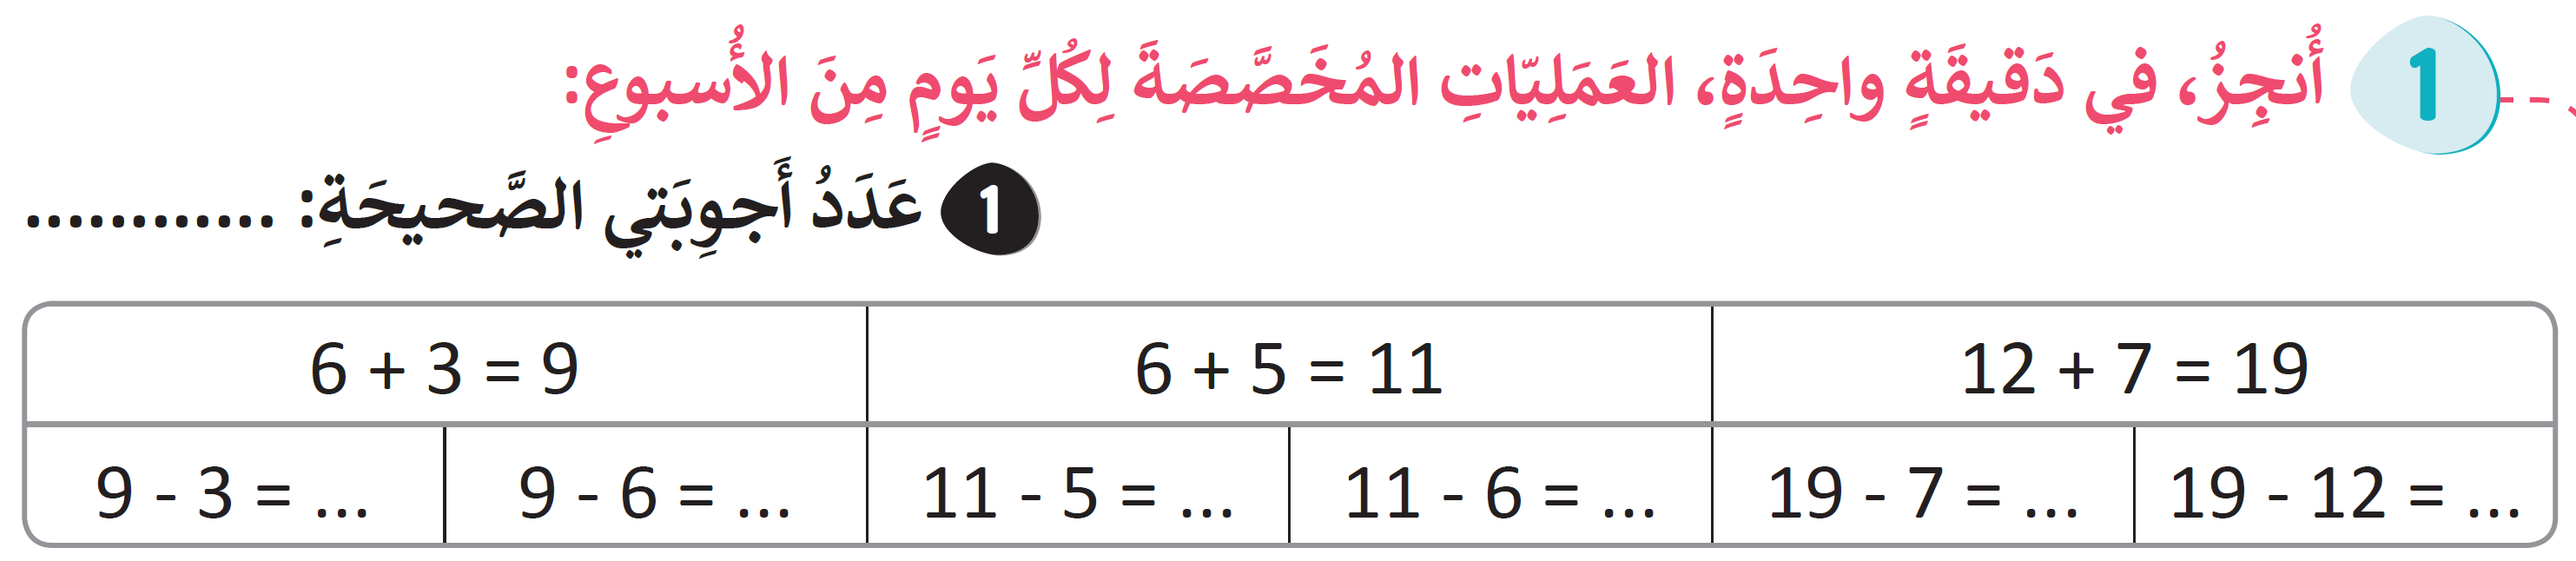 1 أُنجِزُ، في دَقيقَةٍ واحِدَةٍ، العَمَلِيّاتِ المُخَصَّصَةَ لِكُلِّ يَومٍ مِنَ الأُسبوعِ:
1 عَدَدُ أَجوِبَتي الصَّحيحَةِ: ............
6 + 3 = 9 6 + 5 = 11 12 + 7 = 19
9 - 3 = ... 9 - 6 = ... 11 - 5 = ... 11 - 6 = ... 19 - 7 = ... 19 - 12 = ...